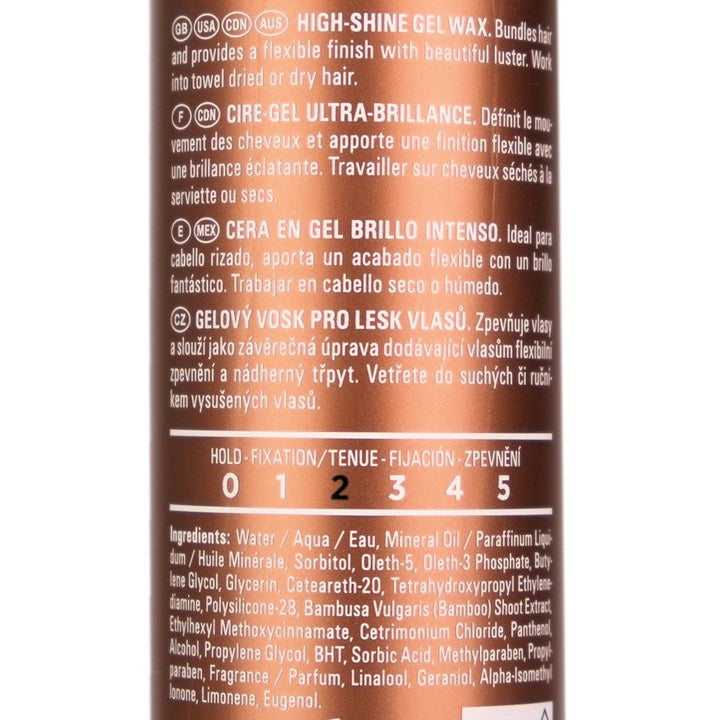 GB USA CDN AUS HIGH-SHINE GEL WAX. Bundles hair
and provides a flexible finish with beautiful luster. Work
into towel dried or dry hair.
F CDN CIRE-GEL ULTRA-BRILLANCE. Définit le mou-
vement des cheveux et apporte une finition flexible avec
une brillance éclatante. Travailler sur cheveux séchés à la
serviette ou secs.
E MEX CERA EN GEL BRILLO INTENSO. Ideal para
cabello rizado, aporta un acabado flexible con un brillo
fantástico. Trabajar en cabello seco o húmedo.
CZ GELOVÝ VOSK PRO LESK VLASŮ. Zpevňuje vlasy
a slouží jako závěrečná úprava dodávající vlasům flexibilní
zpevnění a nádherný třpyt. Vetřete do suchých či ruční-
kem vysušených vlasů.
HOLD - FIXATION/TENUE - FIJACIÓN - ZPEVNĚNÍ
0 1 2 3 4 5
Ingredients: Water / Aqua / Eau, Mineral Oil / Paraffinum Liqui-
dum / Huile Minérale, Sorbitol, Oleth-5, Oleth-3 Phosphate, Buty-
lene Glycol, Glycerin, Ceteareth-20, Tetrahydroxypropyl Ethylene-
diamine, Polysilicone-28, Bambusa Vulgaris (Bamboo) Shoot Extract,
Ethylhexyl Methoxycinnamate, Cetrimonium Chloride, Panthenol,
Alcohol, Propylene Glycol, BHT, Sorbic Acid, Methylparaben, Propyl-
paraben, Fragrance / Parfum, Linalool, Geraniol, Alpha-Isomethyl
Ionone, Limonene, Eugenol.